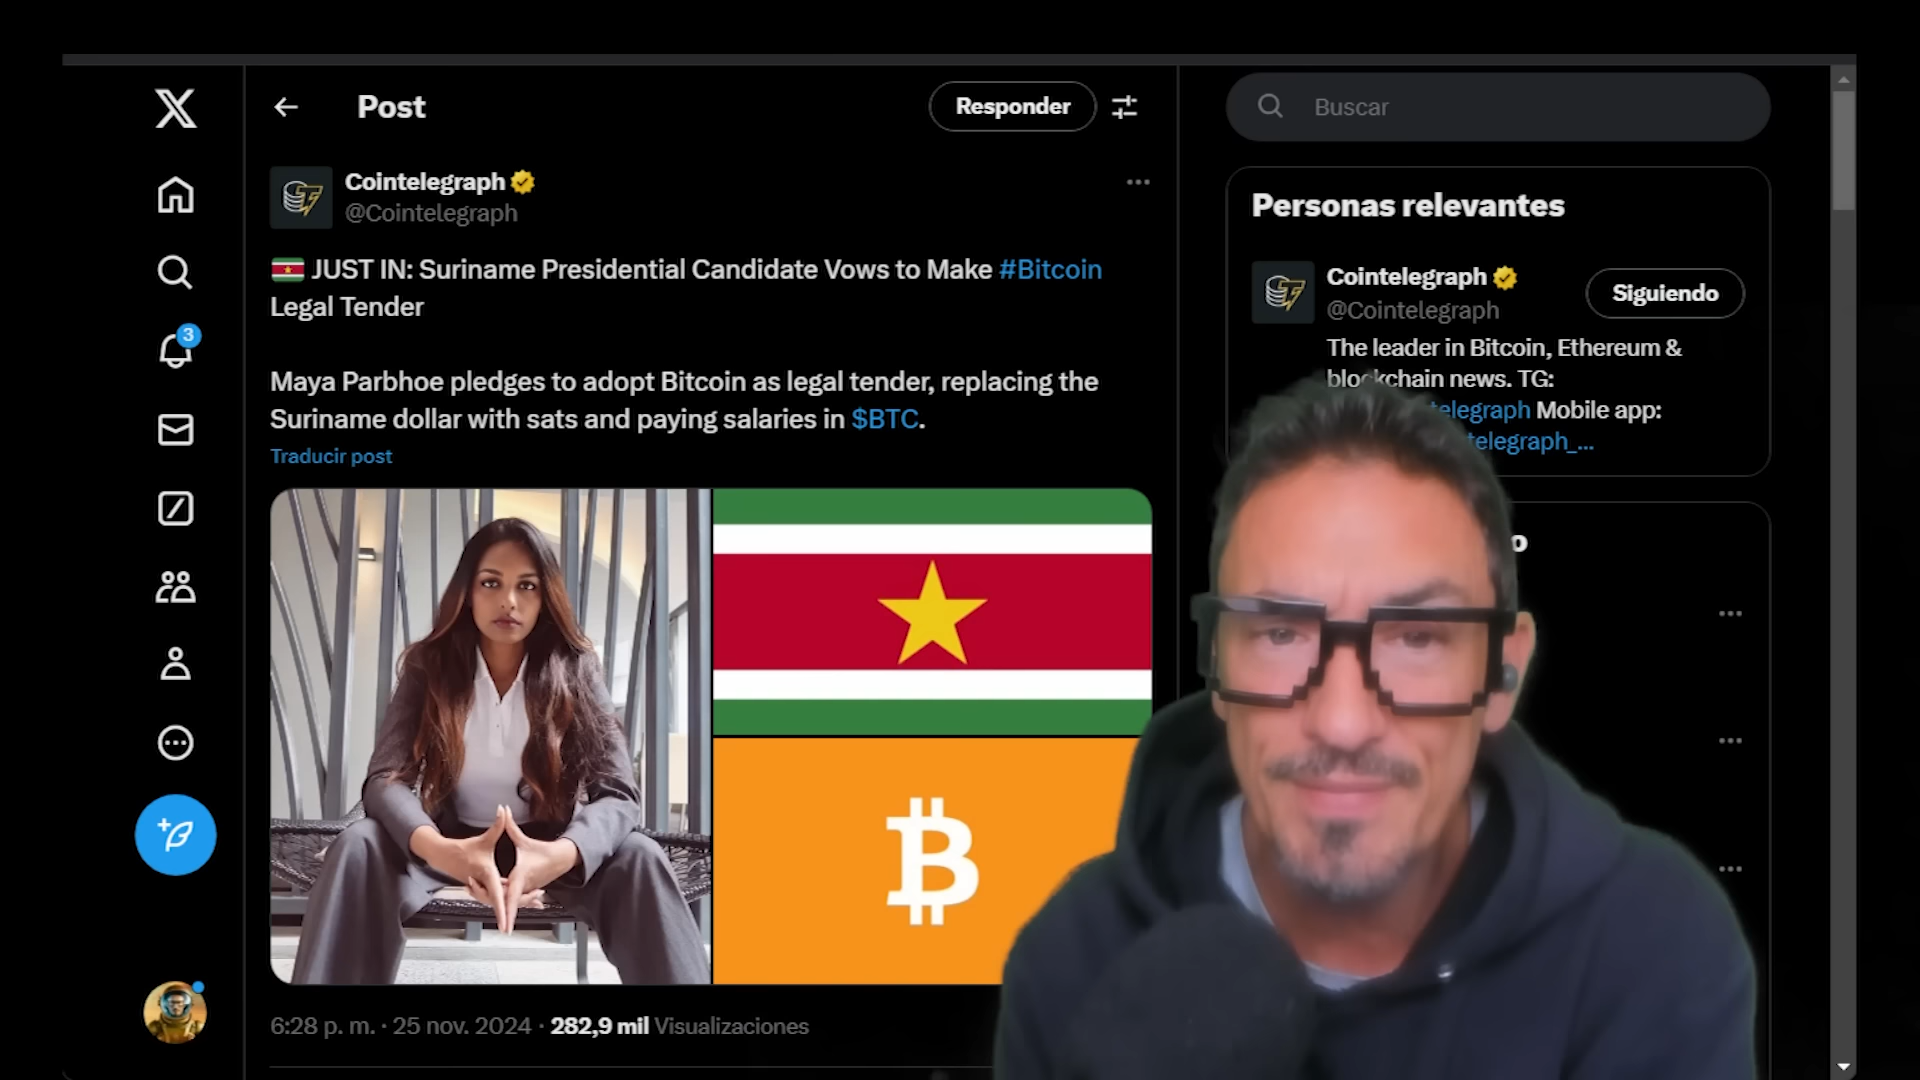 Post
Responder
Buscar
Cointelegraph
@Cointelegraph
JUST IN: Suriname Presidential Candidate Vows to Make #Bitcoin
Legal Tender
Maya Parbhoe pledges to adopt Bitcoin as legal tender, replacing the
Suriname dollar with sats and paying salaries in $BTC.
Traducir post
6:28 p. m. · 25 nov. 2024 · 282,9 mil Visualizaciones
3
Personas relevantes
Cointelegraph
@Cointelegraph
Siguiendo
The leader in Bitcoin, Ethereum &
blockchain news. TG:
telegraph Mobile app:
telegraph_...
o